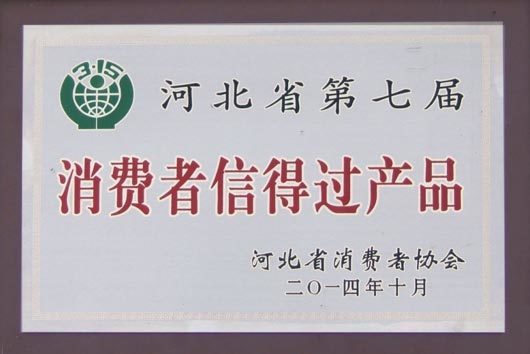 3·15
河北省第七届
消费者信得过产品
河北省消费者协会
二〇一四年十月